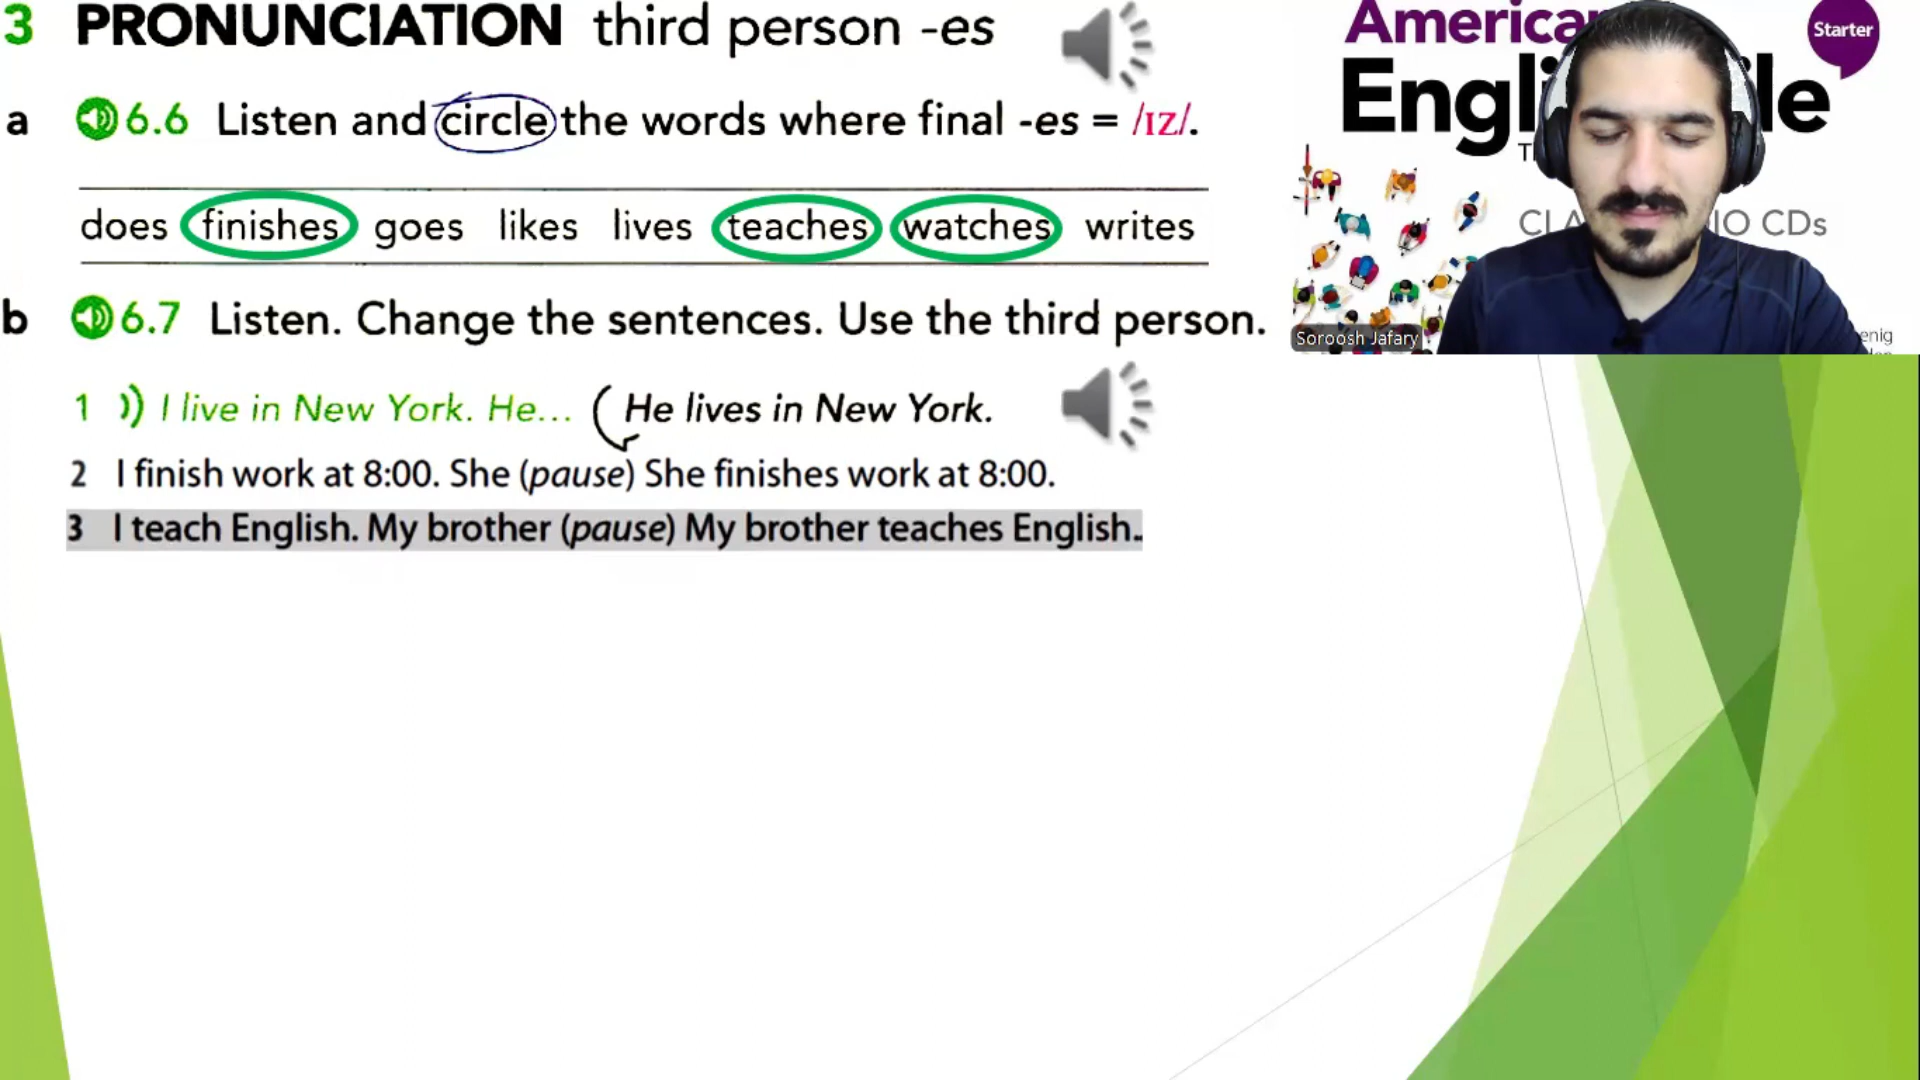 3 PRONUNCIATION third person -es
a 6.6 Listen and circle the words where final -es = /ɪz/.
does finishes goes likes lives teaches watches writes
b 6.7 Listen. Change the sentences. Use the third person.
1 )) I live in New York. He... He lives in New York.
2 I finish work at 8:00. She (pause) She finishes work at 8:00.
3 I teach English. My brother (pause) My brother teaches English.
Starter
CDs
Soroosh Jafary